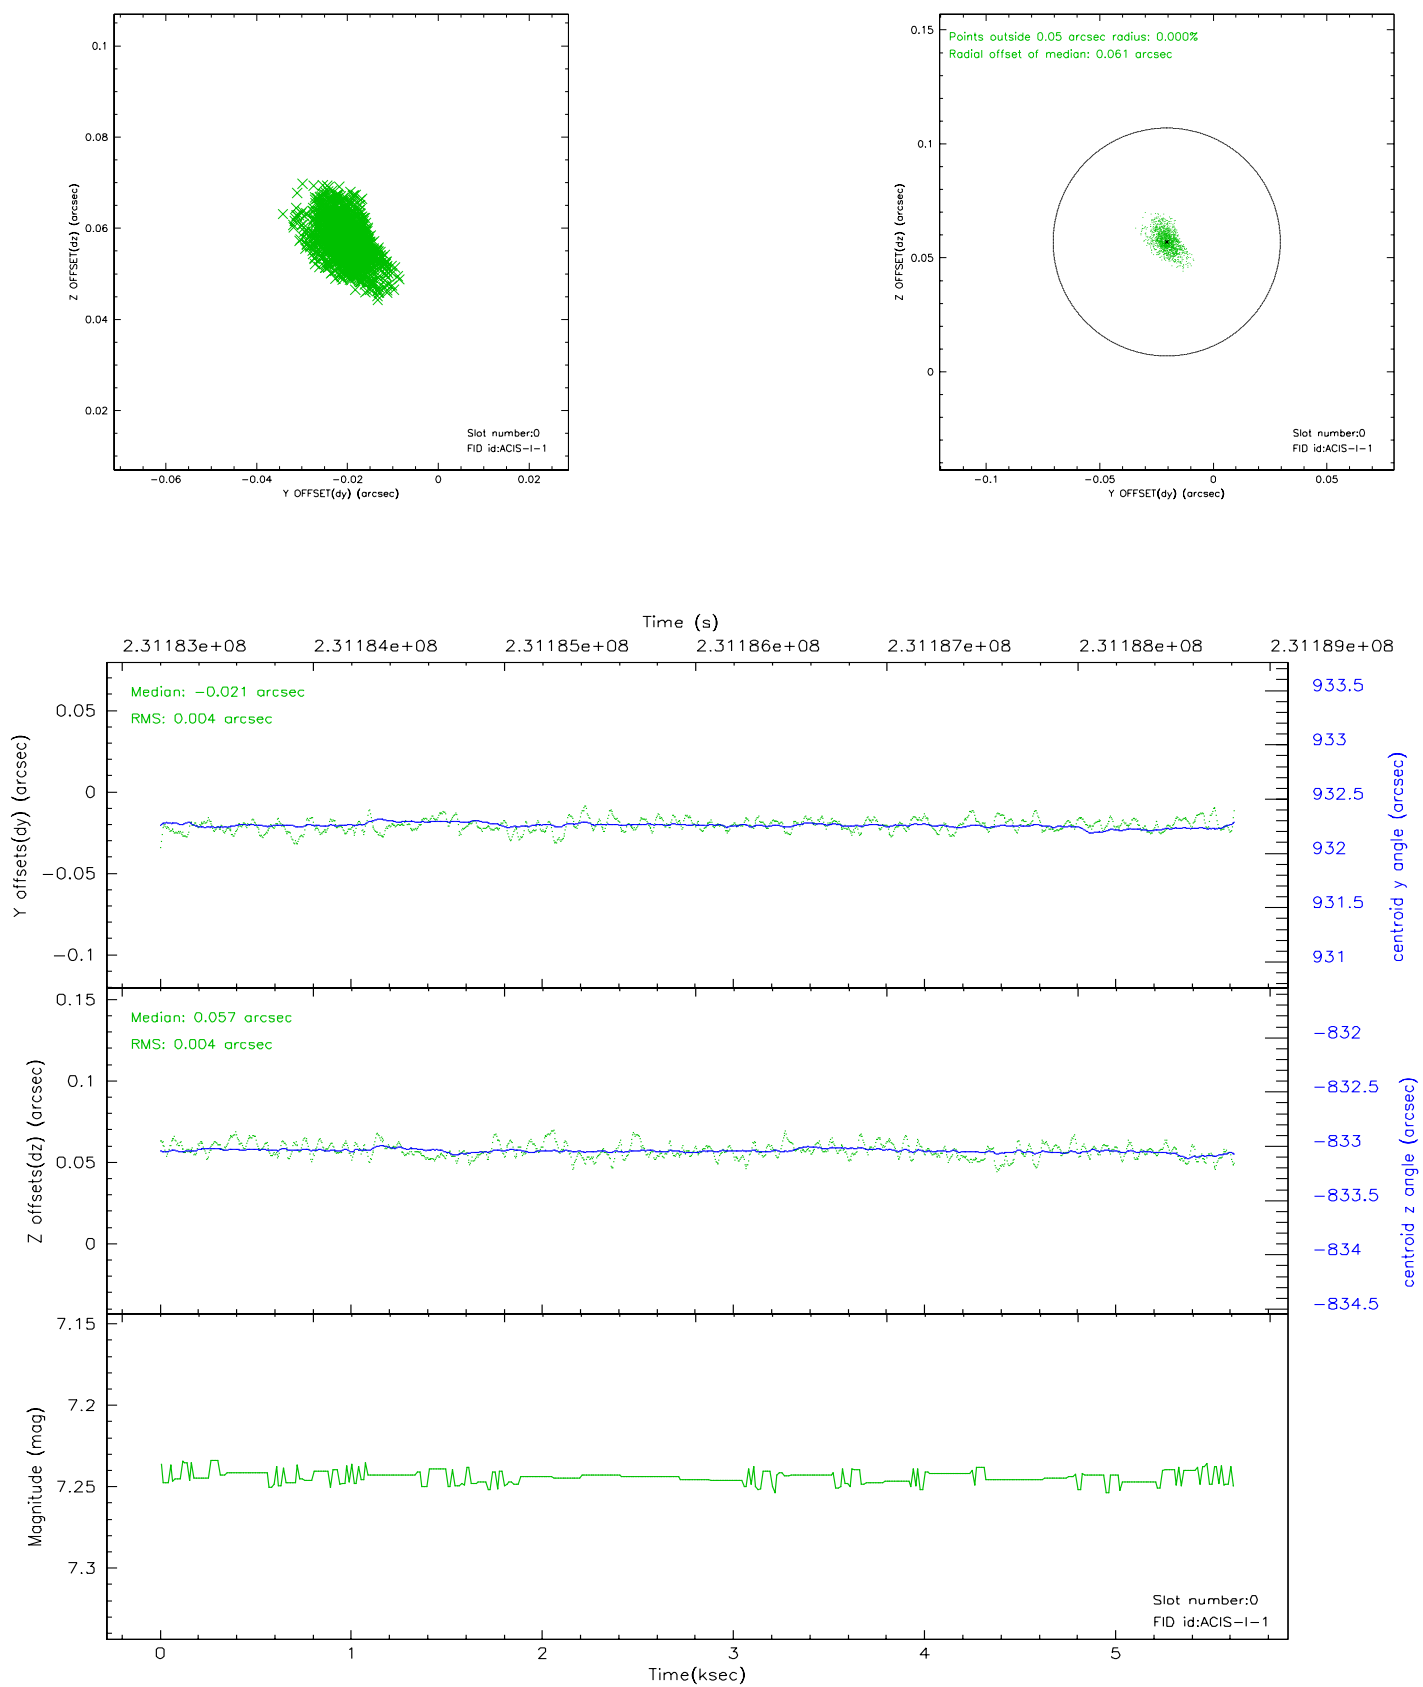 0.1
0.08
0.06
0.04
0.02
Z OFFSET(dz) (arcsec)
Slot number:0
FID id:ACIS-I-1
-0.06
-0.04
-0.02
0
0.02
Y OFFSET(dy) (arcsec)
Points outside 0.05 arcsec radius: 0.000%
Radial offset of median: 0.061 arcsec
0.15
0.1
0.05
0
Z OFFSET(dz) (arcsec)
Slot number:0
FID id:ACIS-I-1
-0.1
-0.05
0
0.05
Y OFFSET(dy) (arcsec)
Time (s)
2.31183e+08
2.31184e+08
2.31185e+08
2.31186e+08
2.31187e+08
2.31188e+08
2.31189e+08
Median: -0.021 arcsec
RMS: 0.004 arcsec
0.05
0
-0.05
-0.1
Y offsets(dy) (arcsec)
933.5
933
932.5
932
931.5
931
centroid y angle (arcsec)
Median: 0.057 arcsec
RMS: 0.004 arcsec
0.15
0.1
0.05
0
Z offsets(dz) (arcsec)
-832
-832.5
-833
-833.5
-834
-834.5
centroid z angle (arcsec)
7.15
7.2
7.25
7.3
Magnitude (mag)
Slot number:0
FID id:ACIS-I-1
0
1
2
3
4
5
Time(ksec)